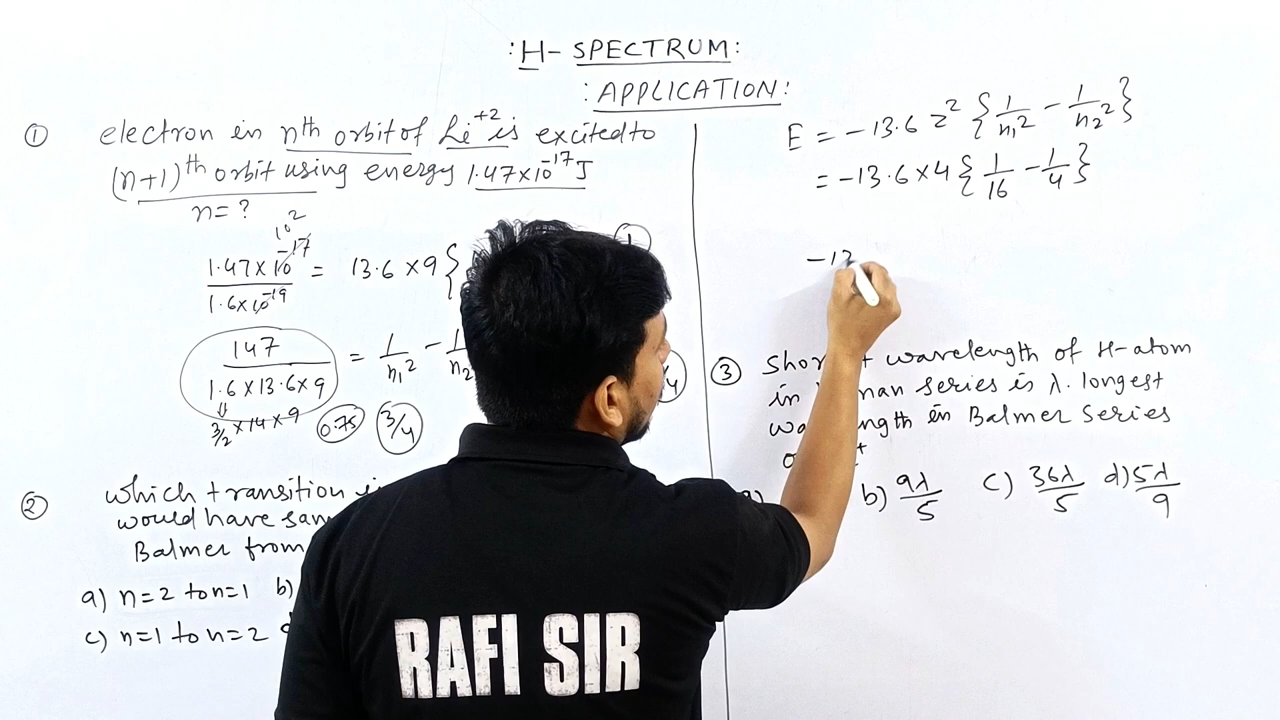 :H- SPECTRUM:
:APPLICATION:
① electron in nth orbit of Li⁺² is excited to
(n+1)ᵗʰ orbit using energy 1.47×10⁻¹⁷J
n=?
10²
1.47×10⁻¹⁷ / 1.6×10⁻¹⁹ = 13.6 ×9 {
147 / 1.6×13.6×9 = 1/n₁² - 1/n₂
⇓
3/2 ×14×9 0.75 3/4
② which transition
would have
Balmer from
a) n=2 to n=1 b)
c) n=1 to n=2
E = -13.6 Z² {1/n₁² - 1/n₂²}
= -13.6×4 {1/16 - 1/4}
-13
③ wavelength of H-atom
in series is λ. longest
in Balmer series
b) 9λ/5 c) 36λ/5 d) 5λ/9
RAFI SIR